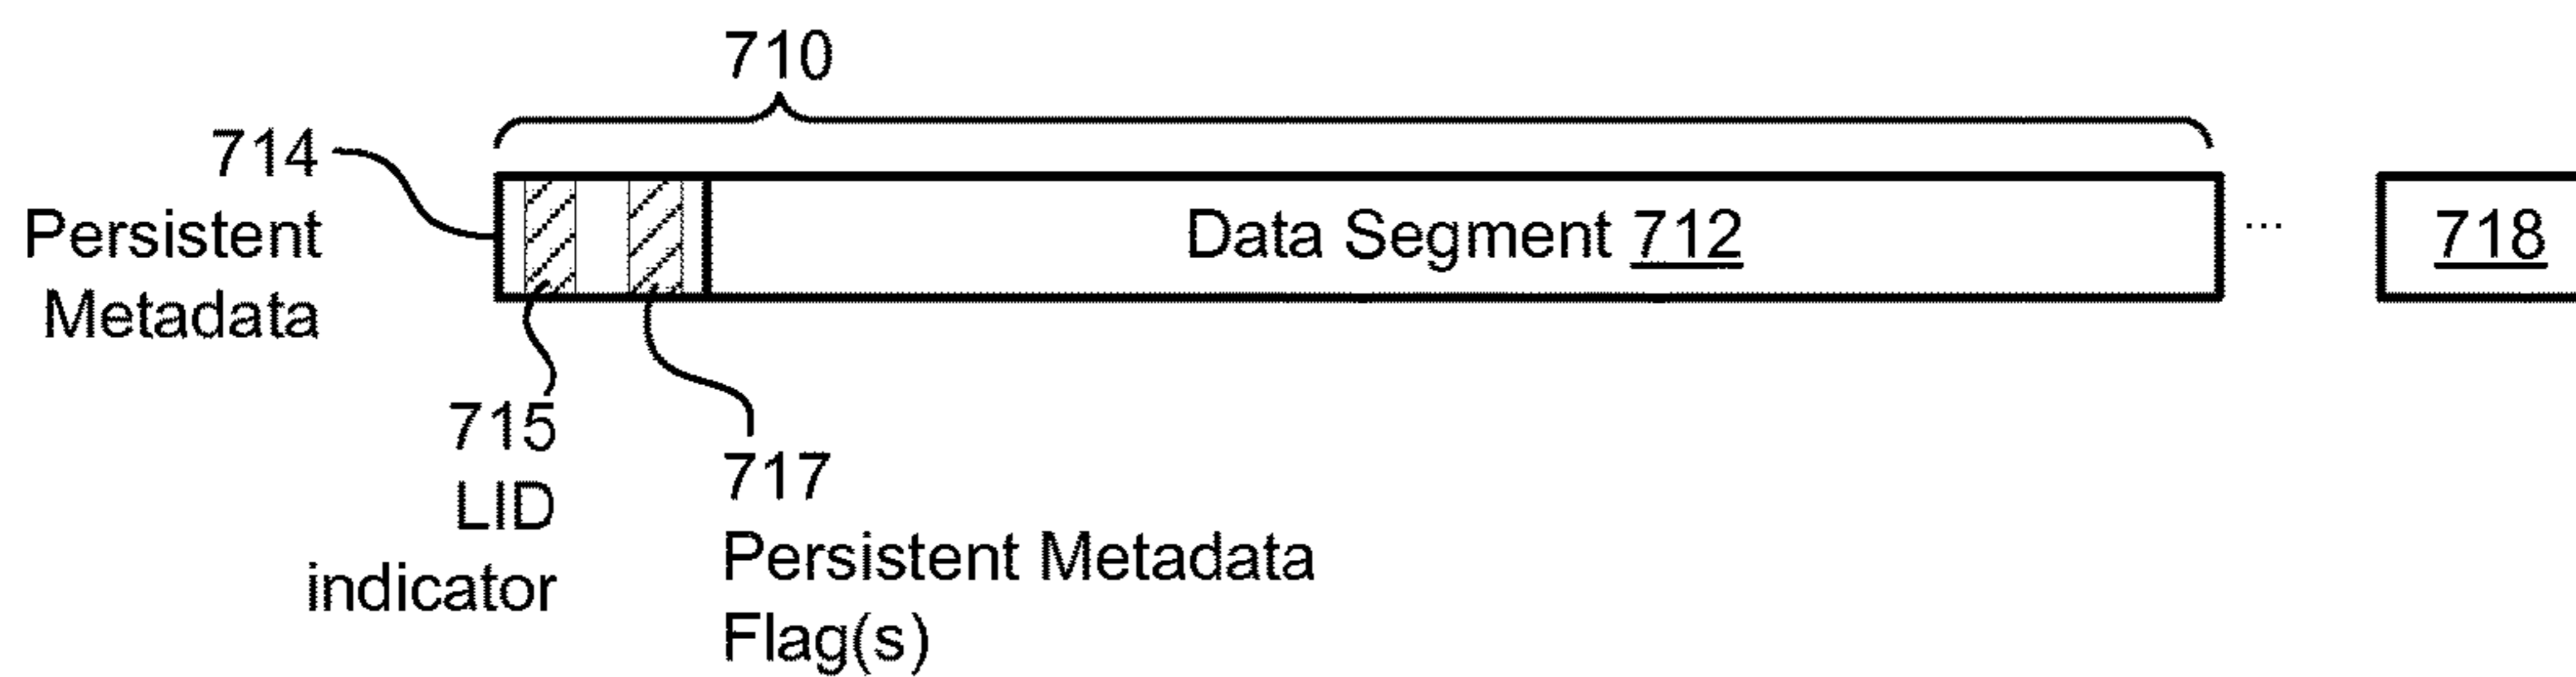 710
714
Persistent
Metadata
Data Segment 712
...
718
715
LID
indicator
717
Persistent Metadata
Flag(s)